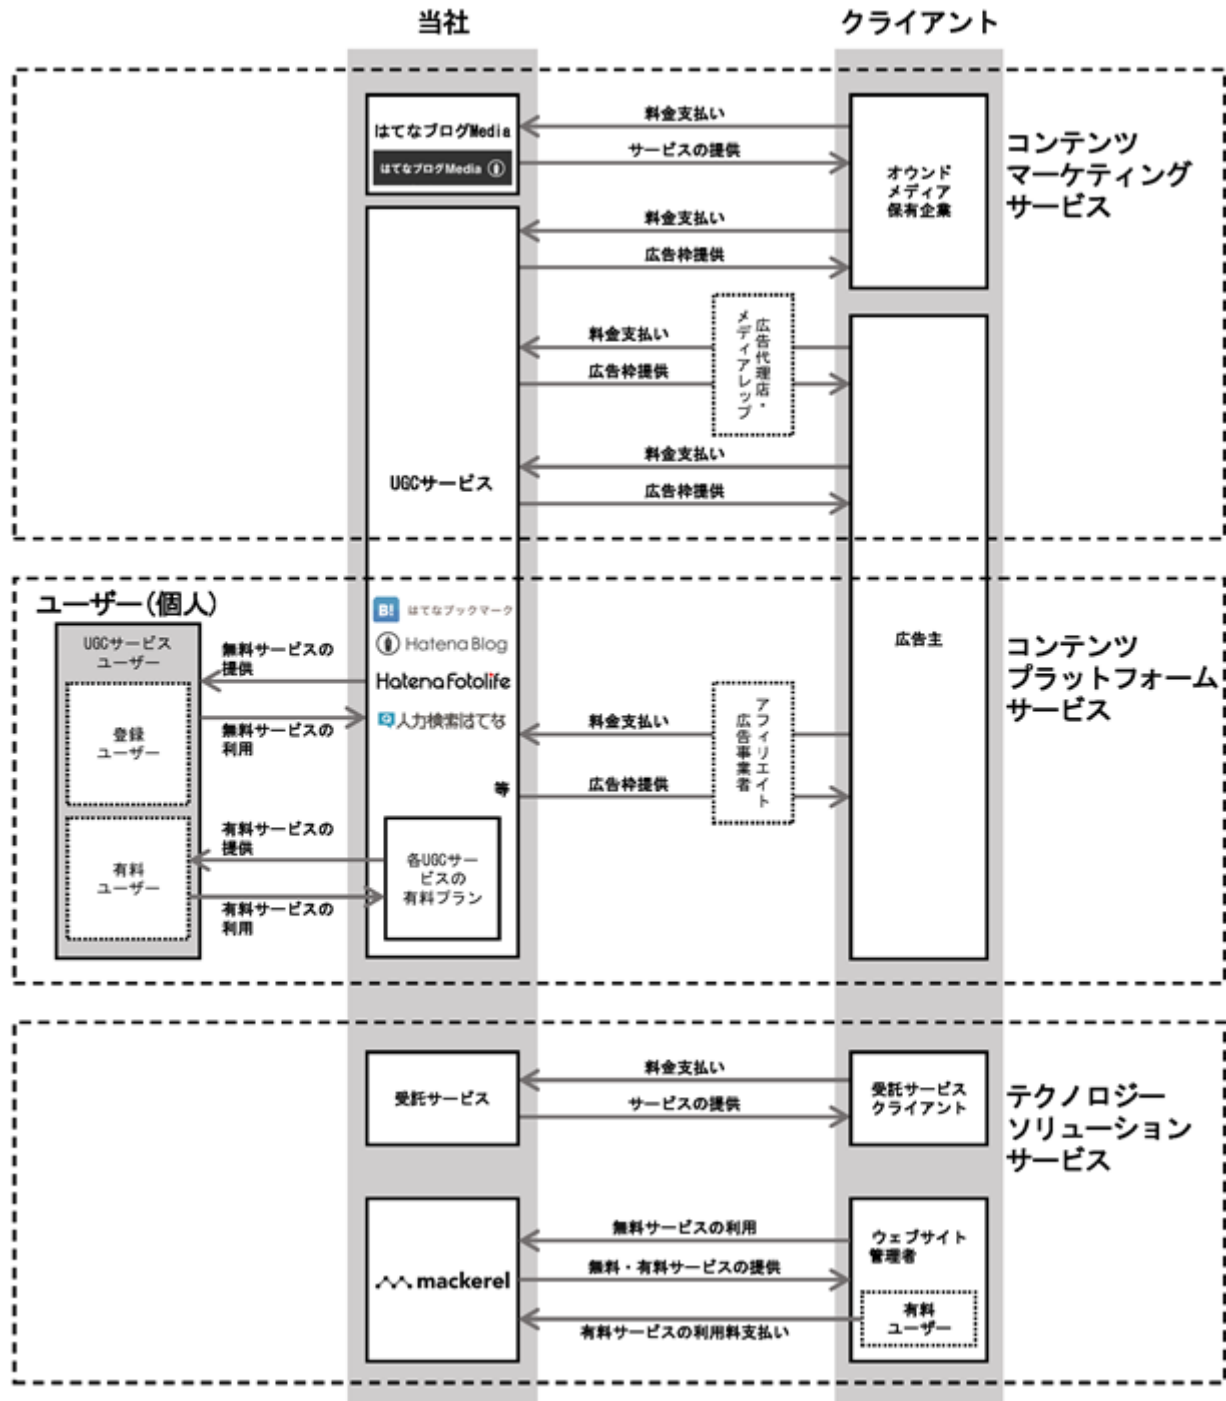 当社
クライアント
はてなブログMedia
はてなブログMedia
料金支払い
サービスの提供
オウンド
メディア
保有企業
コンテンツ
マーケティング
サービス
料金支払い
広告枠提供
料金支払い
広告枠提供
広告代理店・
メディアレップ
料金支払い
広告枠提供
UGCサービス
ユーザー(個人)
UGCサービス
ユーザー
登録
ユーザー
有料
ユーザー
無料サービスの
提供
無料サービスの
利用
有料サービスの
提供
有料サービスの
利用
B! はてなブックマーク
Hatena Blog
Hatena Fotolife
人力検索はてな
等
各UGCサー
ビスの
有料プラン
料金支払い
広告枠提供
アフィリエイト
広告事業者
広告主
コンテンツ
プラットフォーム
サービス
受託サービス
料金支払い
サービスの提供
受託サービス
クライアント
テクノロジー
ソリューション
サービス
mackerel
無料サービスの利用
無料・有料サービスの提供
有料サービスの利用料支払い
ウェブサイト
管理者
有料
ユーザー